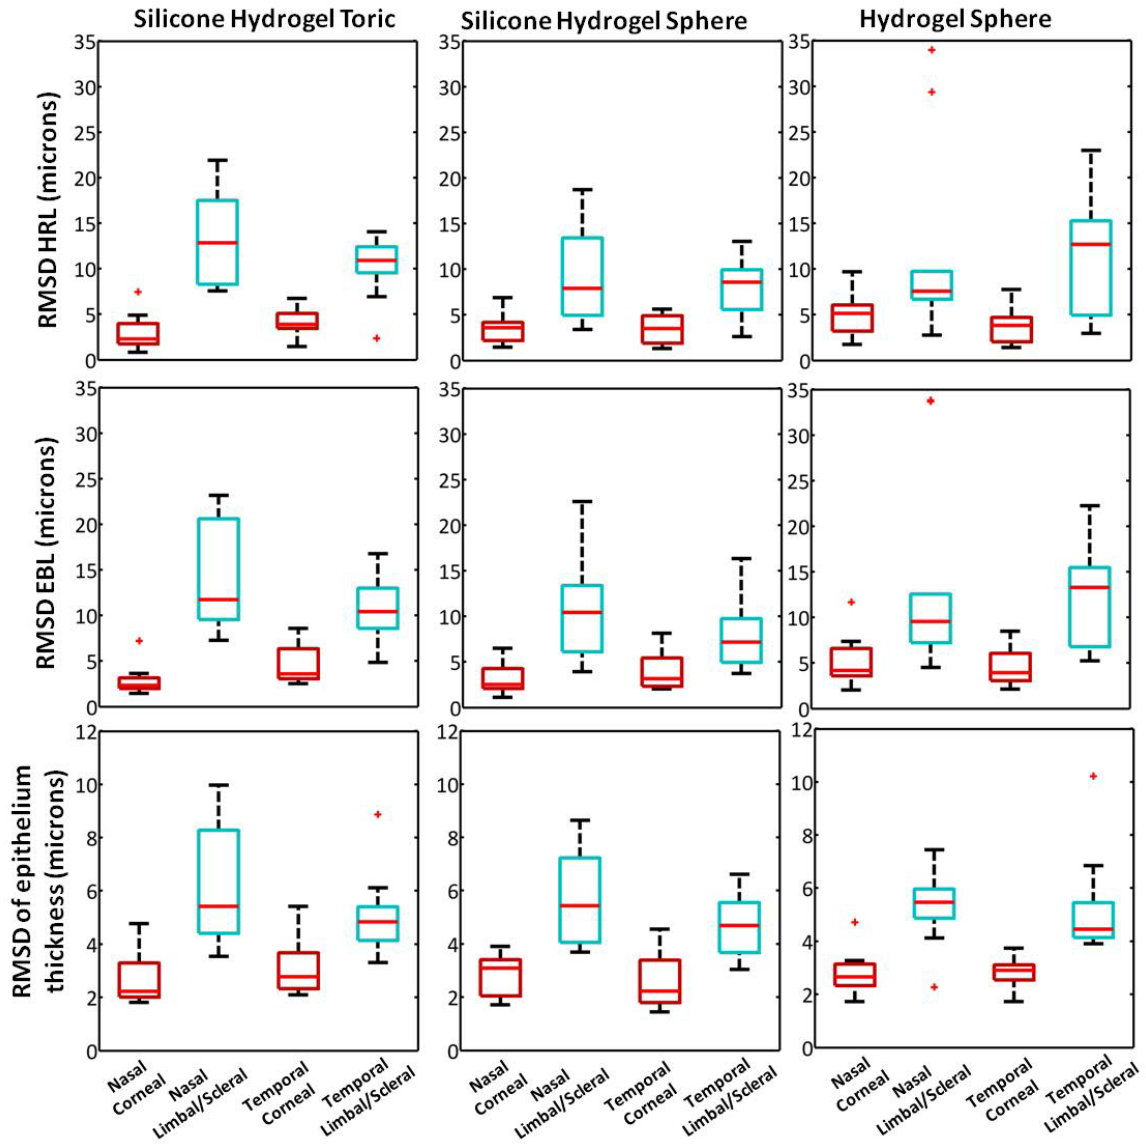 Silicone Hydrogel Toric
Silicone Hydrogel Sphere
Hydrogel Sphere
RMSD HRL (microns)
35
30
25
20
15
10
5
0
35
30
25
20
15
10
5
0
35
30
25
20
15
10
5
0
RMSD EBL (microns)
35
30
25
20
15
10
5
0
35
30
25
20
15
10
5
0
35
30
25
20
15
10
5
0
RMSD of epithelium
thickness (microns)
12
10
8
6
4
2
0
12
10
8
6
4
2
0
12
10
8
6
4
2
0
Nasal
Corneal
Nasal
Limbal/Scleral
Temporal
Corneal
Temporal
Limbal/Scleral
Nasal
Corneal
Nasal
Limbal/Scleral
Temporal
Corneal
Temporal
Limbal/Scleral
Nasal
Corneal
Nasal
Limbal/Scleral
Temporal
Corneal
Temporal
Limbal/Scleral